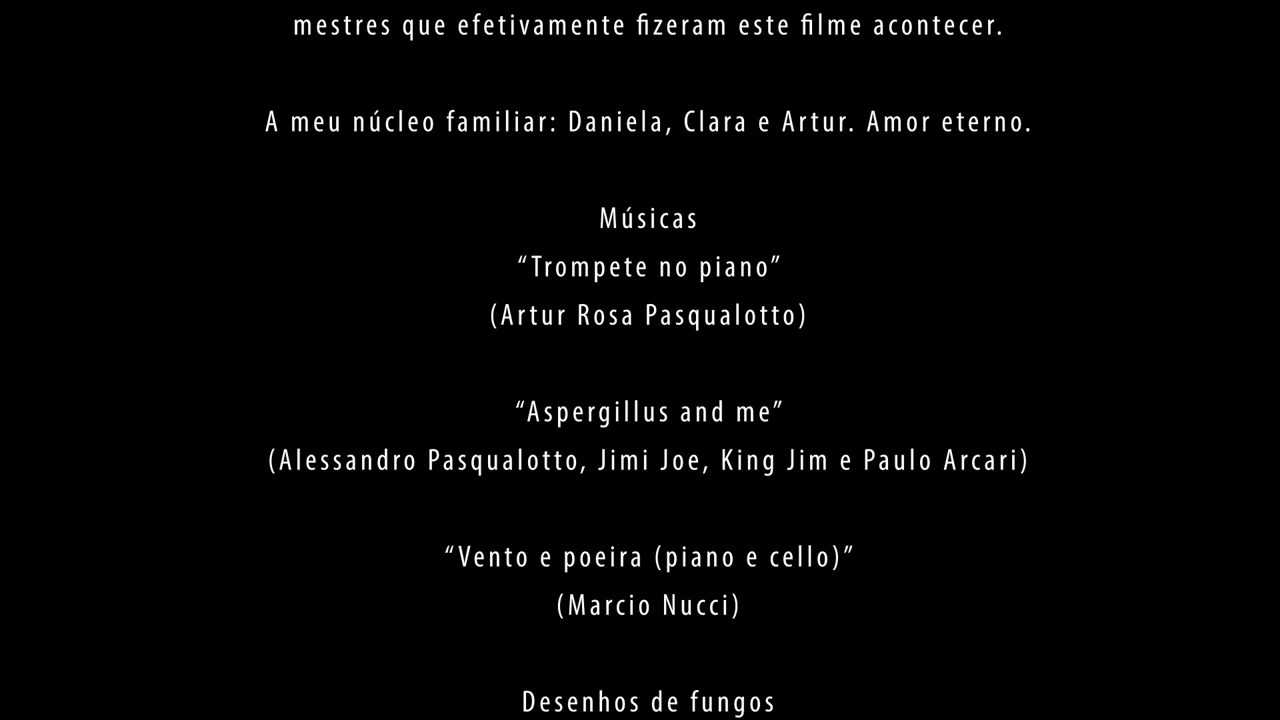 mestres que efetivamente fizeram este filme acontecer.
A meu núcleo familiar: Daniela, Clara e Artur. Amor eterno.
Músicas
“Trompete no piano”
(Artur Rosa Pasqualotto)
“Aspergillus and me”
(Alessandro Pasqualotto, Jimi Joe, King Jim e Paulo Arcari)
“Vento e poeira (piano e cello)”
(Marcio Nucci)
Desenhos de fungos